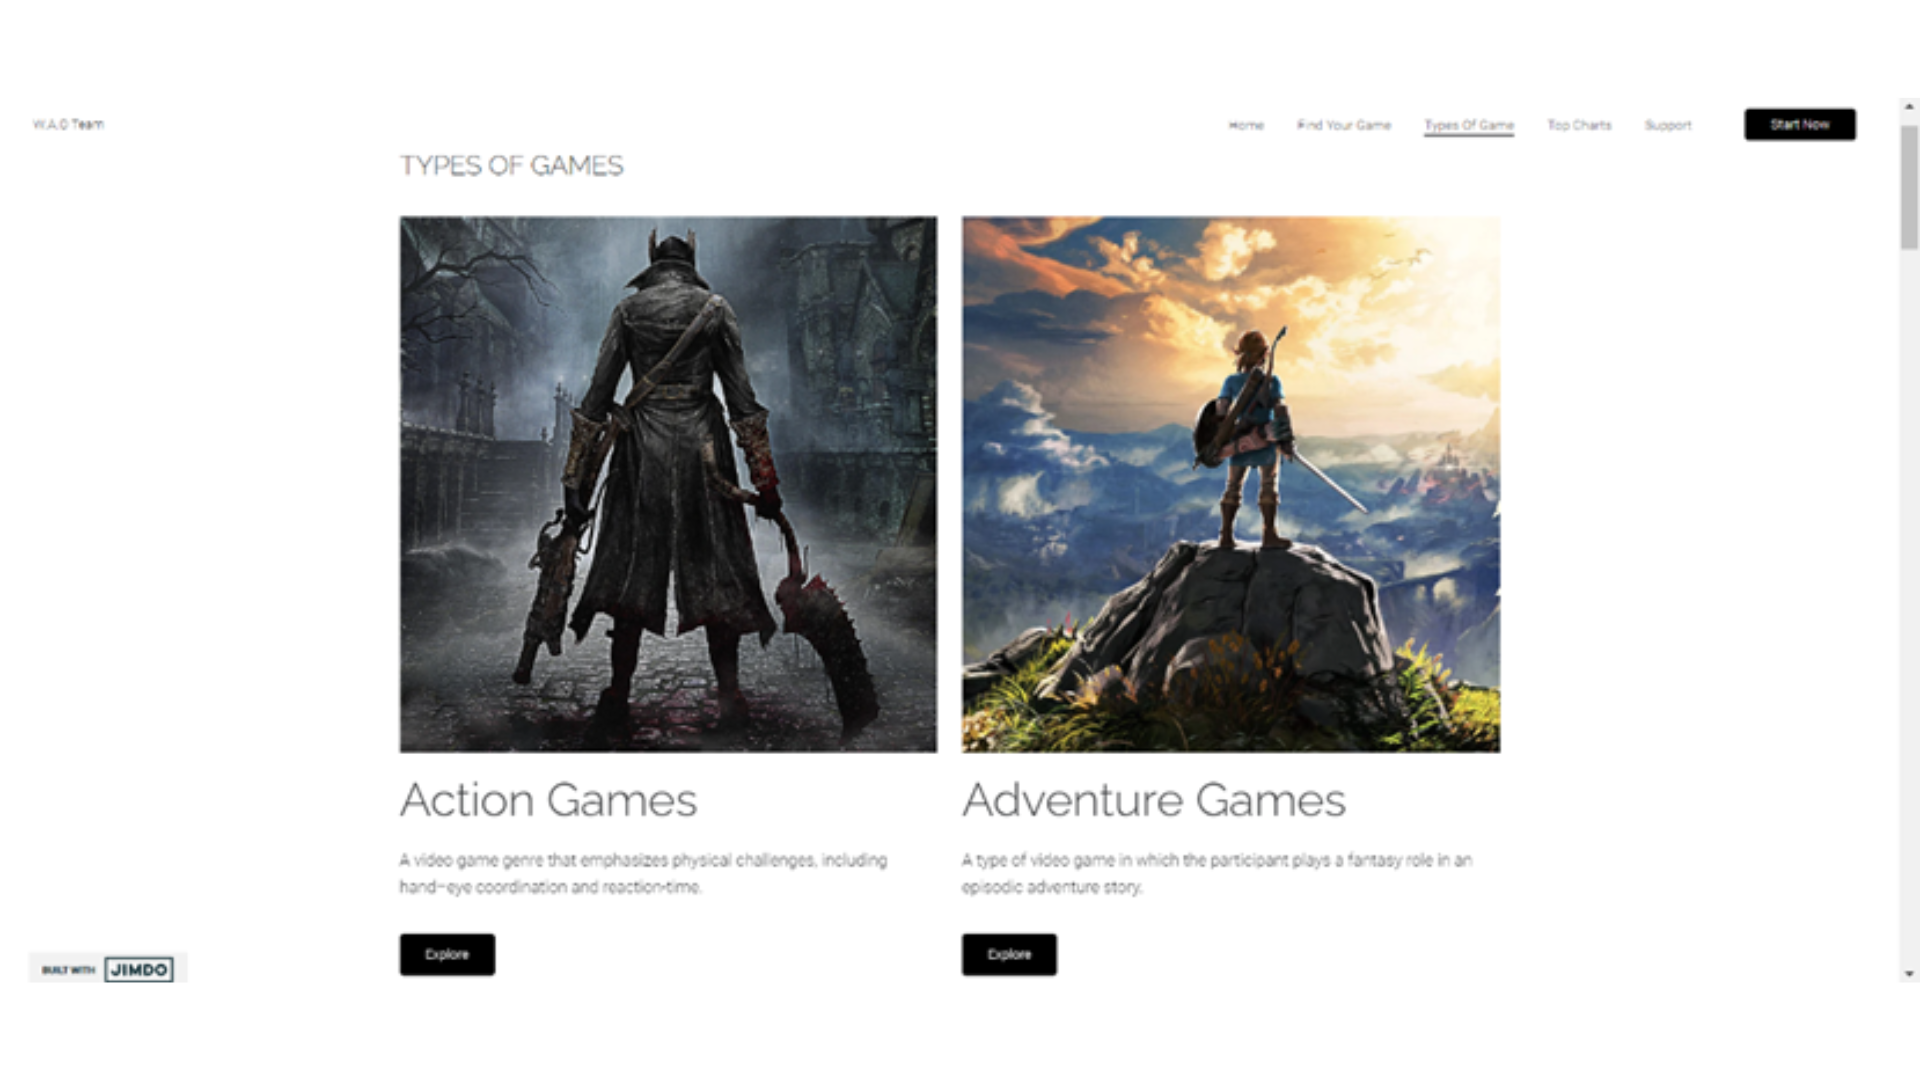 W.A.O Team
Home Find Your Game Types Of Game Top Charts Support Start Now
TYPES OF GAMES
Action Games
A video game genre that emphasizes physical challenges, including
hand–eye coordination and reaction-time.
Explore
Adventure Games
A type of video game in which the participant plays a fantasy role in an
episodic adventure story.
Explore
BUILT WITH JIMDO